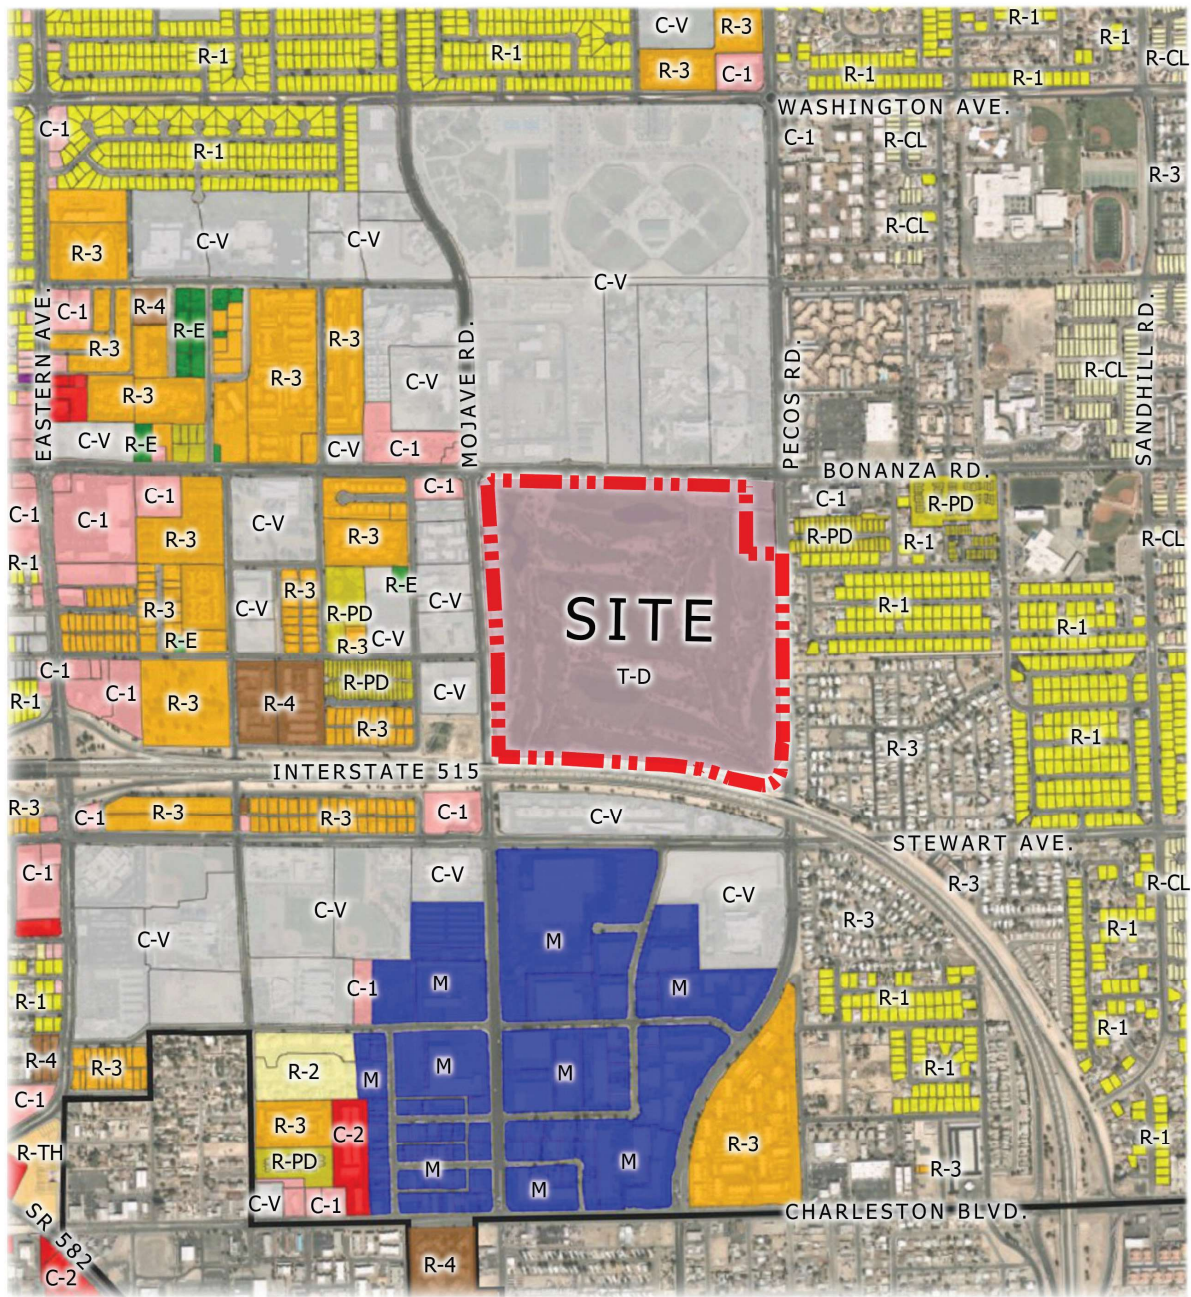 C-V
R-3
R-1
R-1
R-1
R-1
R-CL
R-1
R-3
C-1
R-1
R-1
WASHINGTON AVE.
C-1
R-1
C-1
R-CL
R-3
R-CL
R-3
C-V
C-V
C-V
EASTERN AVE.
C-1
R-4
R-E
R-3
R-3
R-3
R-3
C-V
MOJAVE RD.
PECOS RD.
R-CL
SANDHILL RD.
C-V
R-E
C-V
C-1
BONANZA RD.
C-1
C-1
C-1
R-3
C-V
R-3
C-1
C-1
R-PD
R-PD
R-1
R-CL
R-1
R-3
R-E
C-V
R-3
R-E
R-PD
R-3
C-V
C-V
SITE
T-D
R-1
R-1
C-1
R-1
C-1
R-3
R-4
R-PD
R-3
C-V
R-3
R-1
INTERSTATE 515
R-3
C-1
R-3
R-3
C-1
C-V
STEWART AVE.
C-1
C-V
C-V
C-V
C-V
R-3
R-CL
C-V
M
R-3
R-1
R-1
C-1
M
M
R-1
R-1
R-4
R-3
C-1
R-2
M
M
M
R-1
R-TH
R-3
C-2
R-PD
M
M
M
R-3
R-3
R-1
C-V
C-1
CHARLESTON BLVD.
SR 582
C-2
R-4